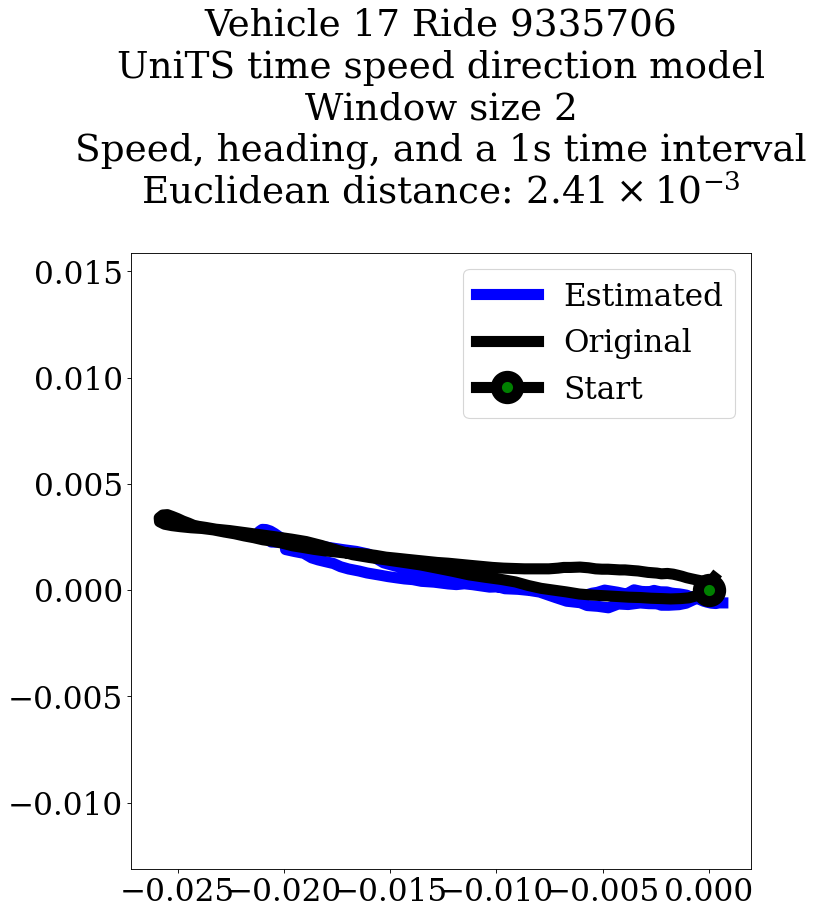 Vehicle 17 Ride 9335706
UniTS time speed direction model
Window size 2
Speed, heading, and a 1s time interval
Euclidean distance: 2.41 × 10⁻³
Estimated
Original
Start
0.015
0.010
0.005
0.000
−0.005
−0.010
−0.025 −0.020 −0.015 −0.010 −0.005 0.000